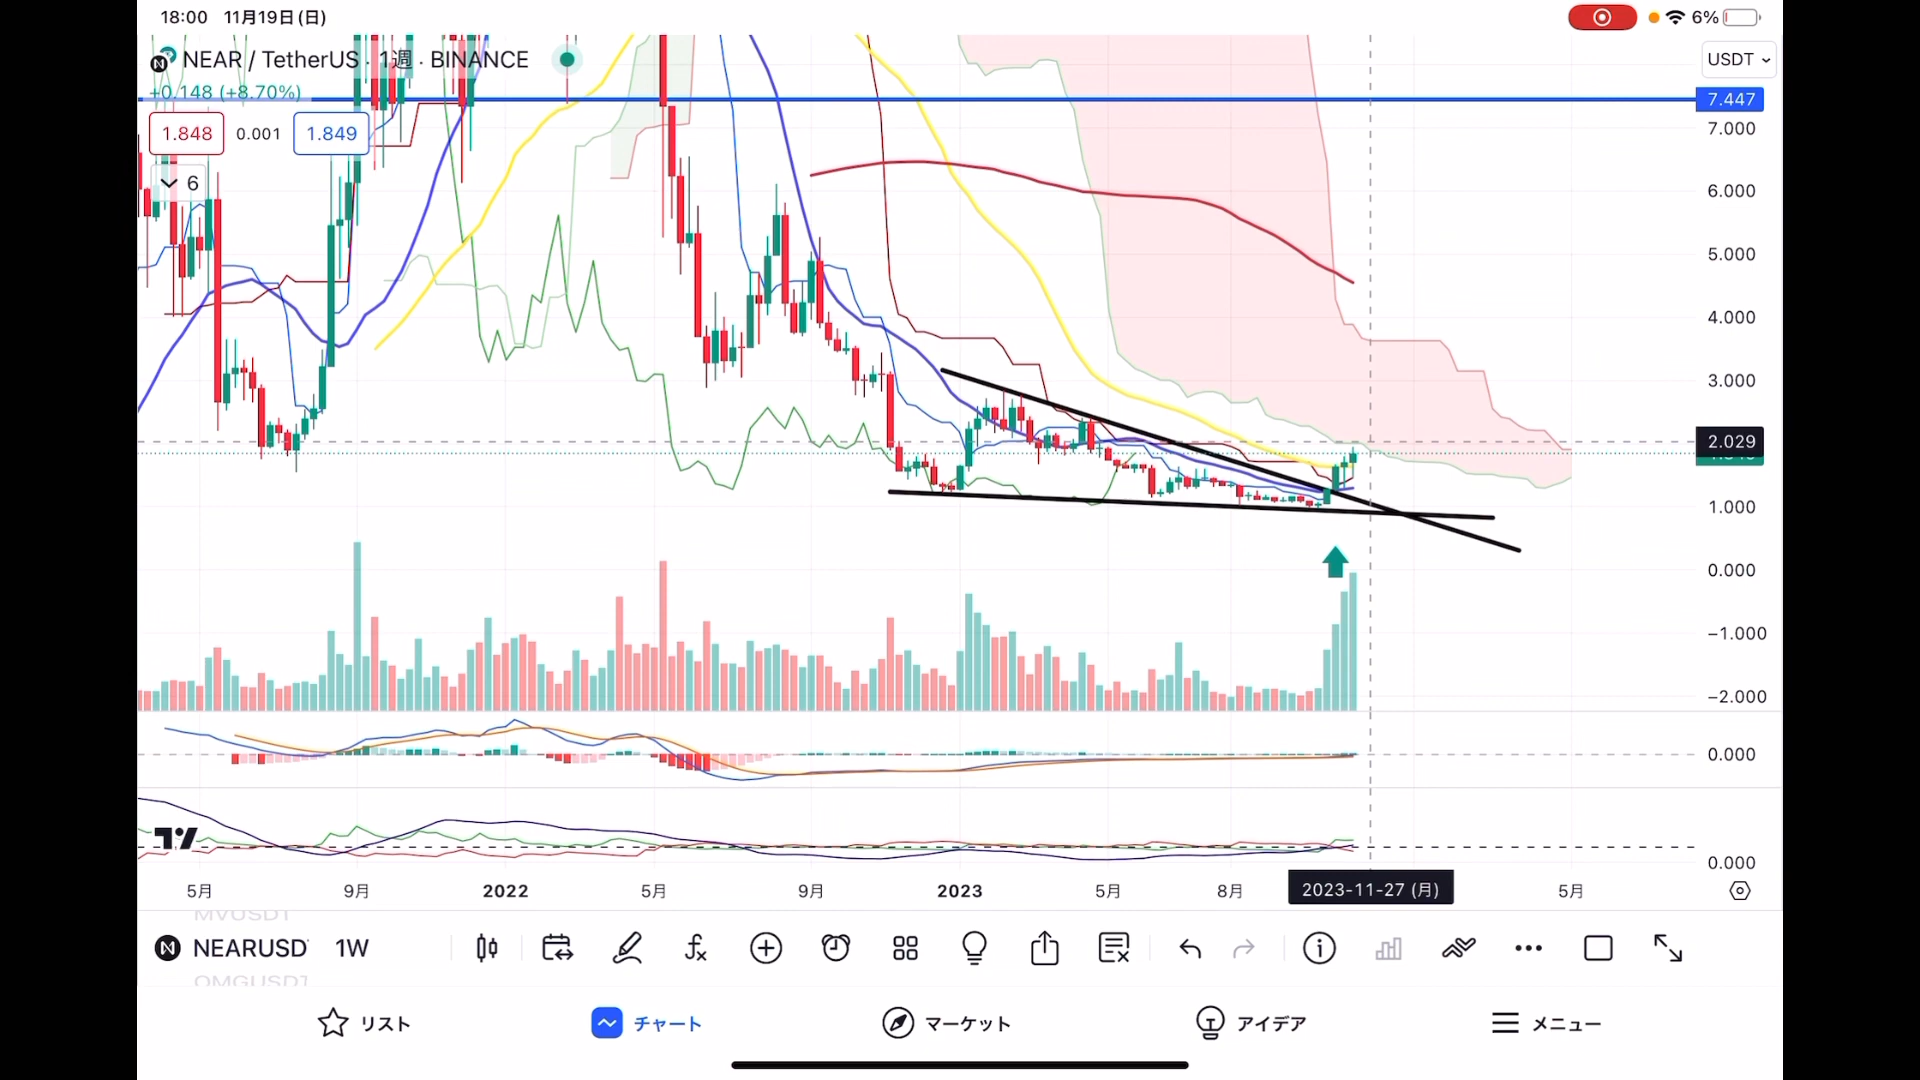 18:00 11月19日(日)
6%
NEAR / TetherUS · 1週 · BINANCE
USDT
+0.148 (+8.70%)
7.447
1.848 0.001 1.849
7.000
6
6.000
5.000
4.000
3.000
2.029
1.000
0.000
−1.000
−2.000
0.000
0.000
5月 9月 2022 5月 9月 2023 5月 8月 2023-11-27 (月) 5月
MVUSDT
NEARUSD 1W
OMGUSDT
リスト チャート マーケット アイデア メニュー